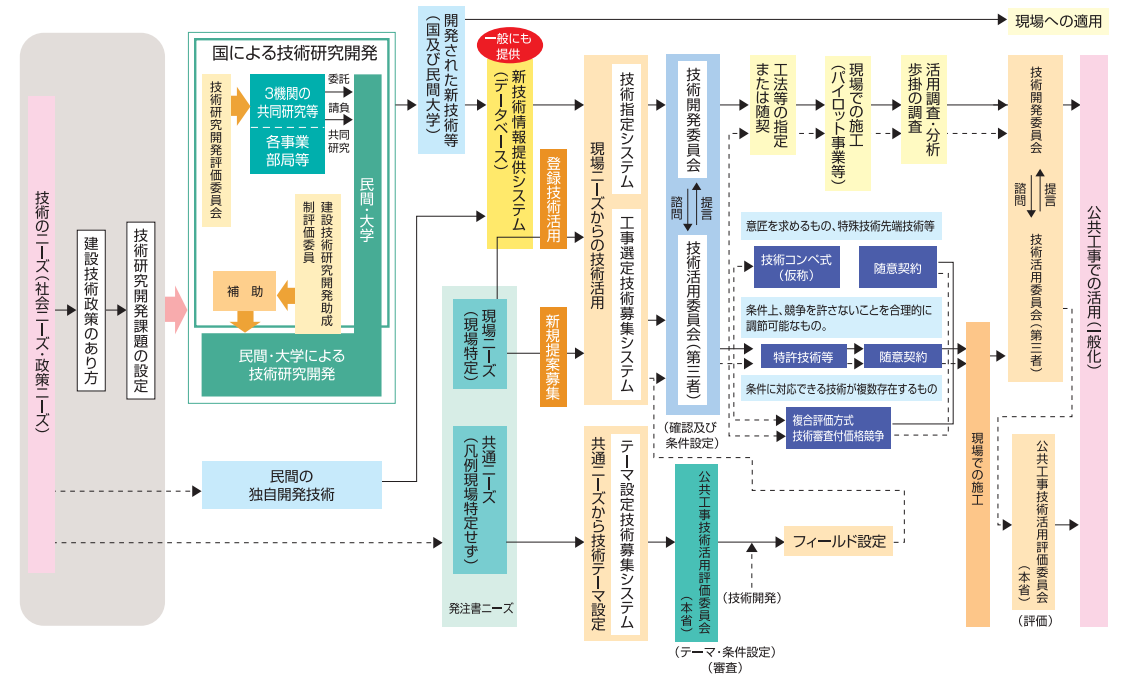 技術のニーズ(社会ニーズ・政策ニーズ)
建設技術政策のあり方
技術研究開発課題の設定
国による技術研究開発
技術研究開発評価委員会
3機関の
共同研究等
各事業
部局等
委託
請負
共同
研究
民間・大学
建設技術研究開発助成
制評価委員
補 助
民間・大学による
技術研究開発
民間の
独自開発技術
開発された新技術等
(国及び民間
大学)
一般にも
提供
新技術情報提供システム
(データベース)
登録技術活用
新規提案募集
現場ニーズ
(現場特定)
共通ニーズ
(凡例現場特定せず)
発注書ニーズ
現場ニーズからの技術活用
技術指定システム
工事選定技術募集システム
共通ニーズから技術テーマ設定
テーマ設定技術募集システム
技術開発委員会
諮問
提言
技術活用委員会(第三者)
(確認及び
条件設定)
公共工事技術活用評価委員会
(本省)
(テーマ・条件設定)
(審査)
(技術開発)
フィールド設定
工法等の指定
または随契
現場での施工
(パイロット事業等)
活用調査・分析
歩掛の調査
意匠を求めるもの、特殊技術先端技術等
技術コンペ式
(仮称)
随意契約
条件上、競争を許さないことを合理的に
調節可能なもの。
特許技術等
随意契約
条件に対応できる技術が複数存在するもの
複合評価方式
技術審査付価格競争
現場での施工
現場への適用
技術開発委員会
諮問
提言
技術活用委員会(第三者)
公共工事技術活用評価委員会
(本省)
(評価)
公共工事での活用(一般化)